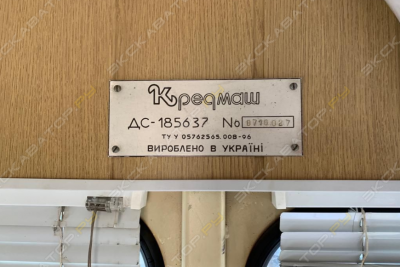 Кредмаш
ДС-185637 №
ТУ У 05762565.008-96
ВИРОБЛЕНО В УКРАЇНІ